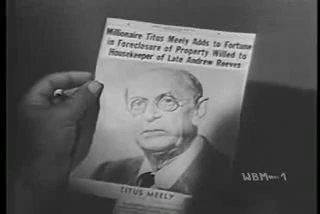 Millionaire Titus Meely Adds to Fortune
in Foreclosure of Property Willed to
Housekeeper of Late Andrew Reeves
TITUS MEELY